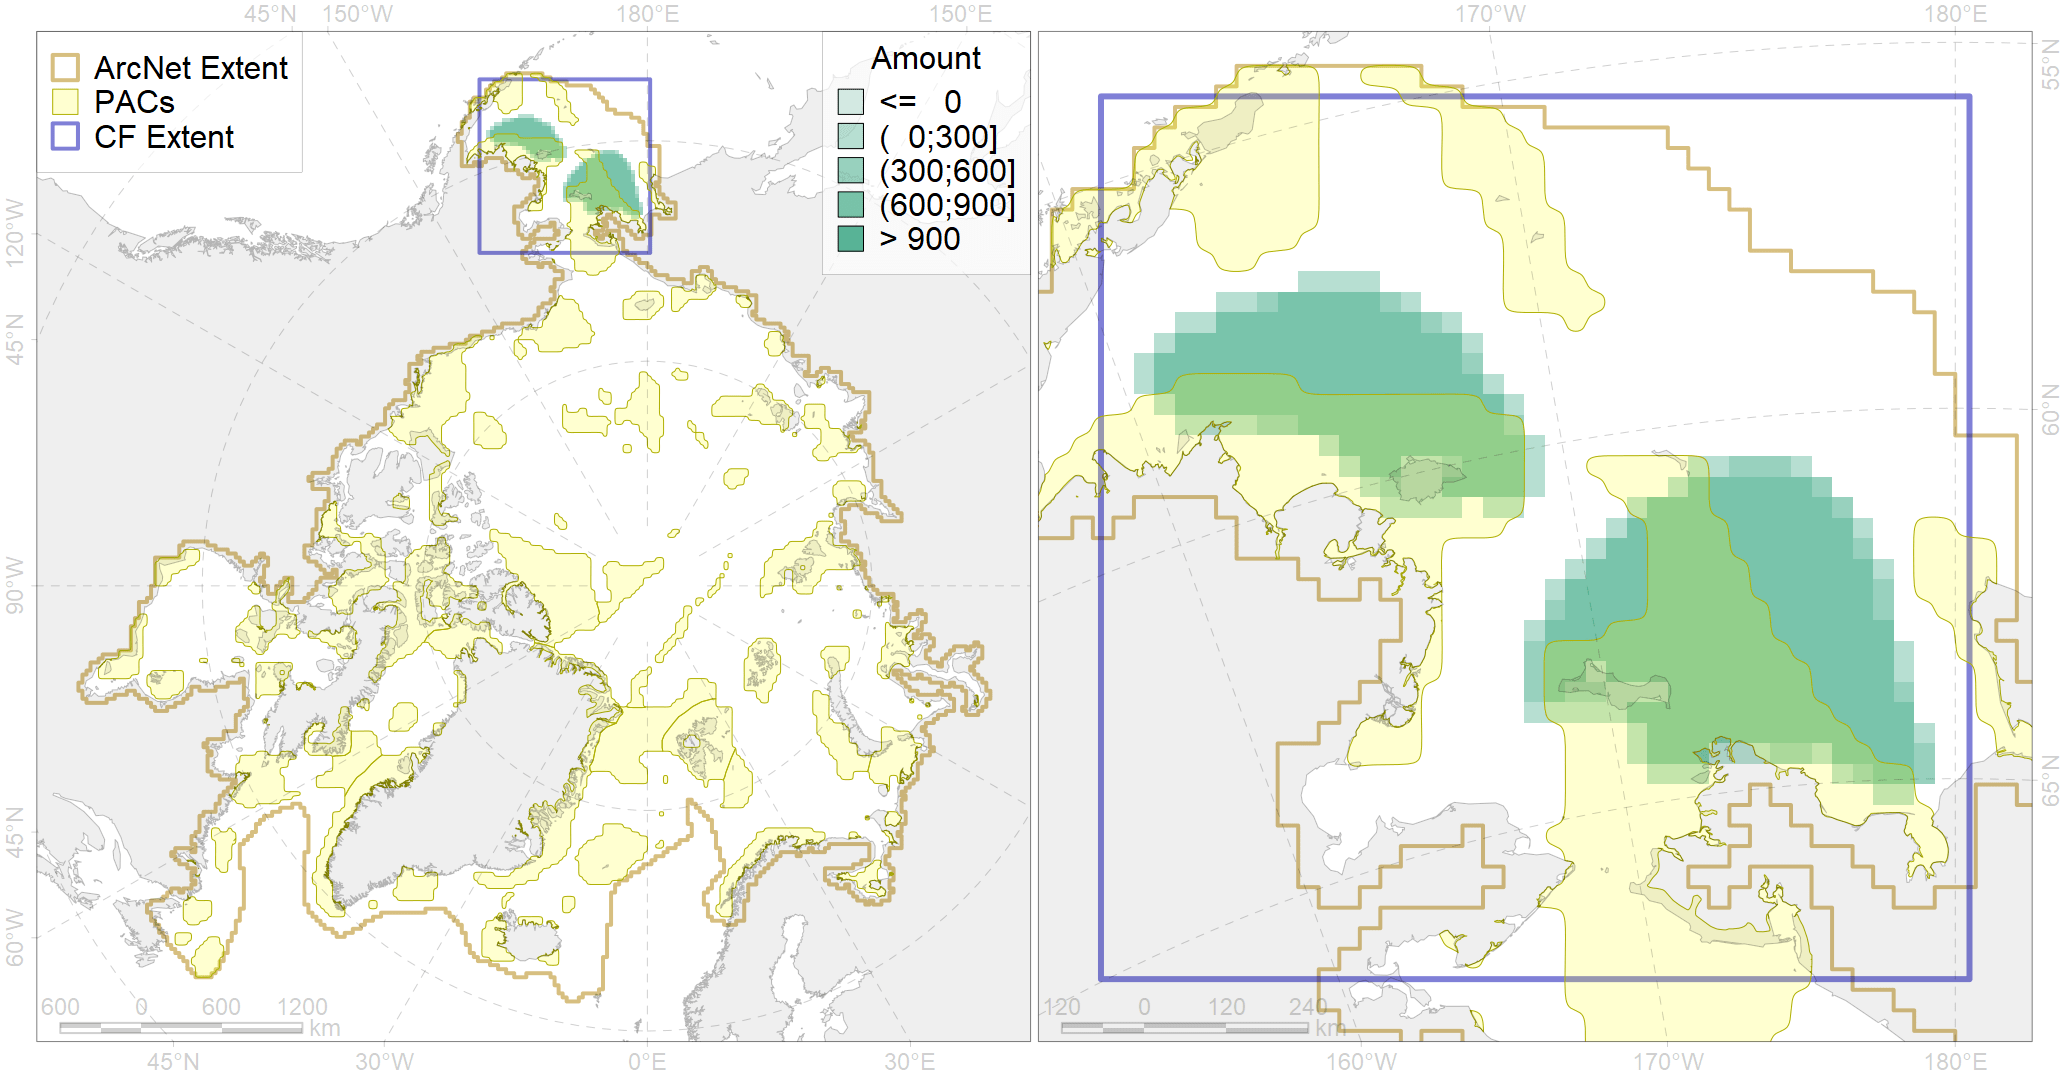 45°N 150°W 180°E 150°E 170°W 180°E
ArcNet Extent
PACs
CF Extent
Amount
<= 0
( 0;300]
(300;600]
(600;900]
> 900
120°W
45°N
90°W
45°N
60°W
55°N
60°N
65°N
600 0 600 1200
km
120 0 120 240
km
45°N 30°W 0°E 30°E 160°W 170°W 180°E